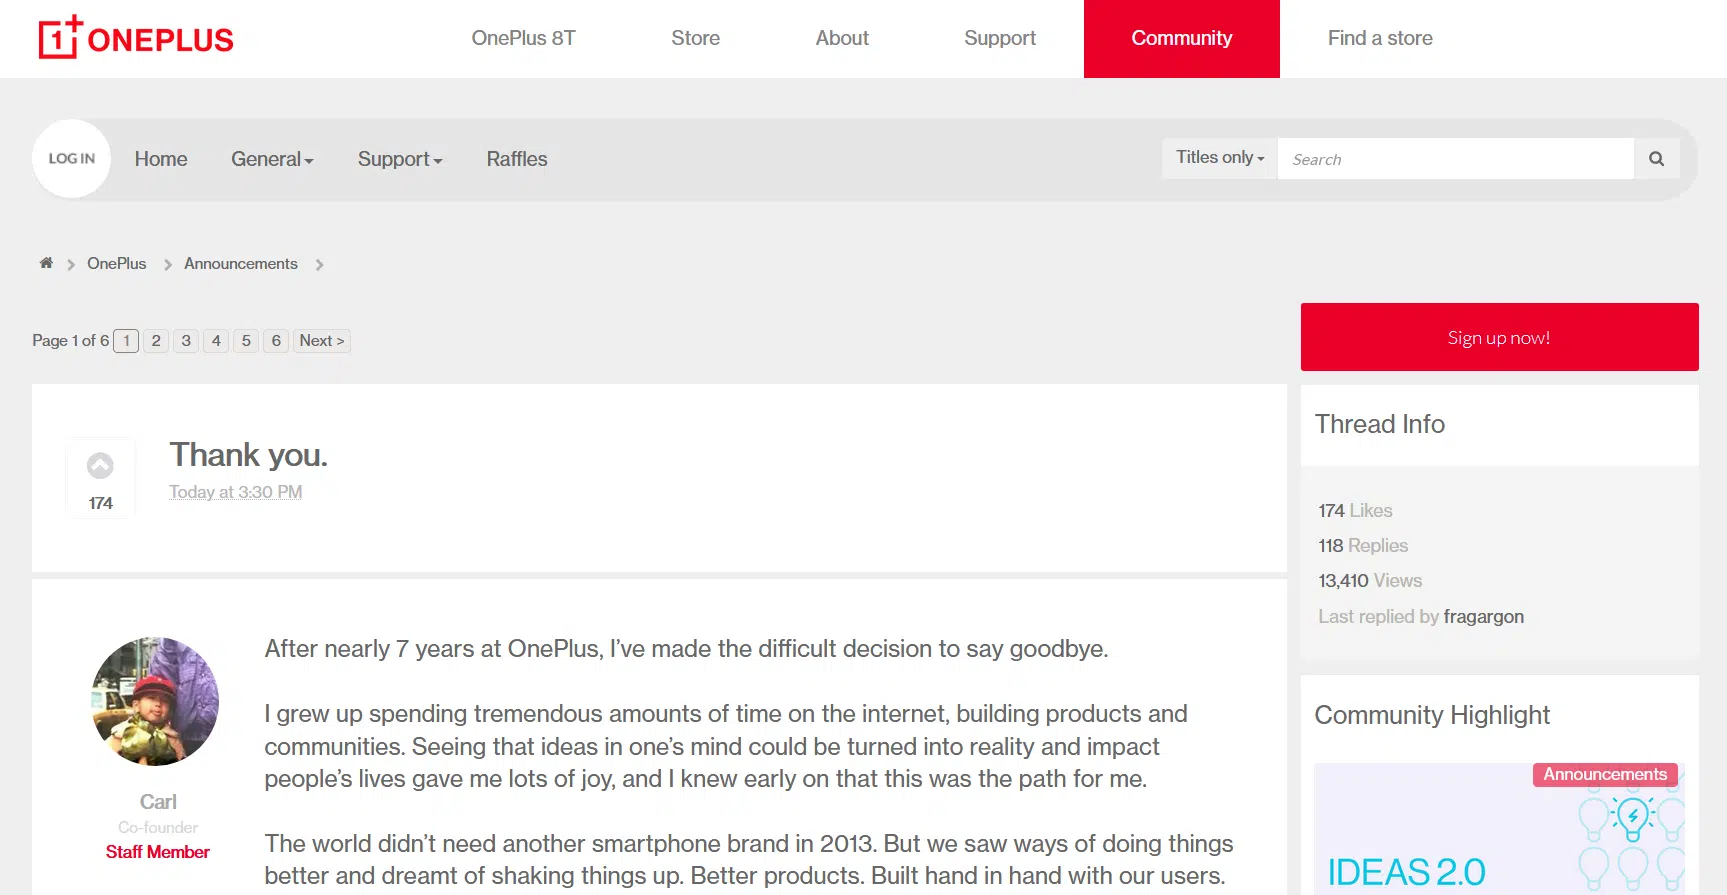 1+ ONEPLUS
OnePlus 8T
Store
About
Support
Community
Find a store
LOG IN
Home
General
Support
Raffles
Titles only
Search
OnePlus
Announcements
Page 1 of 6 1 2 3 4 5 6 Next >
Sign up now!
Thank you.
Today at 3:30 PM
174
Thread Info
174 Likes
118 Replies
13,410 Views
Last replied by fragargon
Carl
Co-founder
Staff Member
After nearly 7 years at OnePlus, I’ve made the difficult decision to say goodbye.
I grew up spending tremendous amounts of time on the internet, building products and
communities. Seeing that ideas in one’s mind could be turned into reality and impact
people’s lives gave me lots of joy, and I knew early on that this was the path for me.
The world didn’t need another smartphone brand in 2013. But we saw ways of doing things
better and dreamt of shaking things up. Better products. Built hand in hand with our users.
Community Highlight
Announcements
IDEAS 2.0